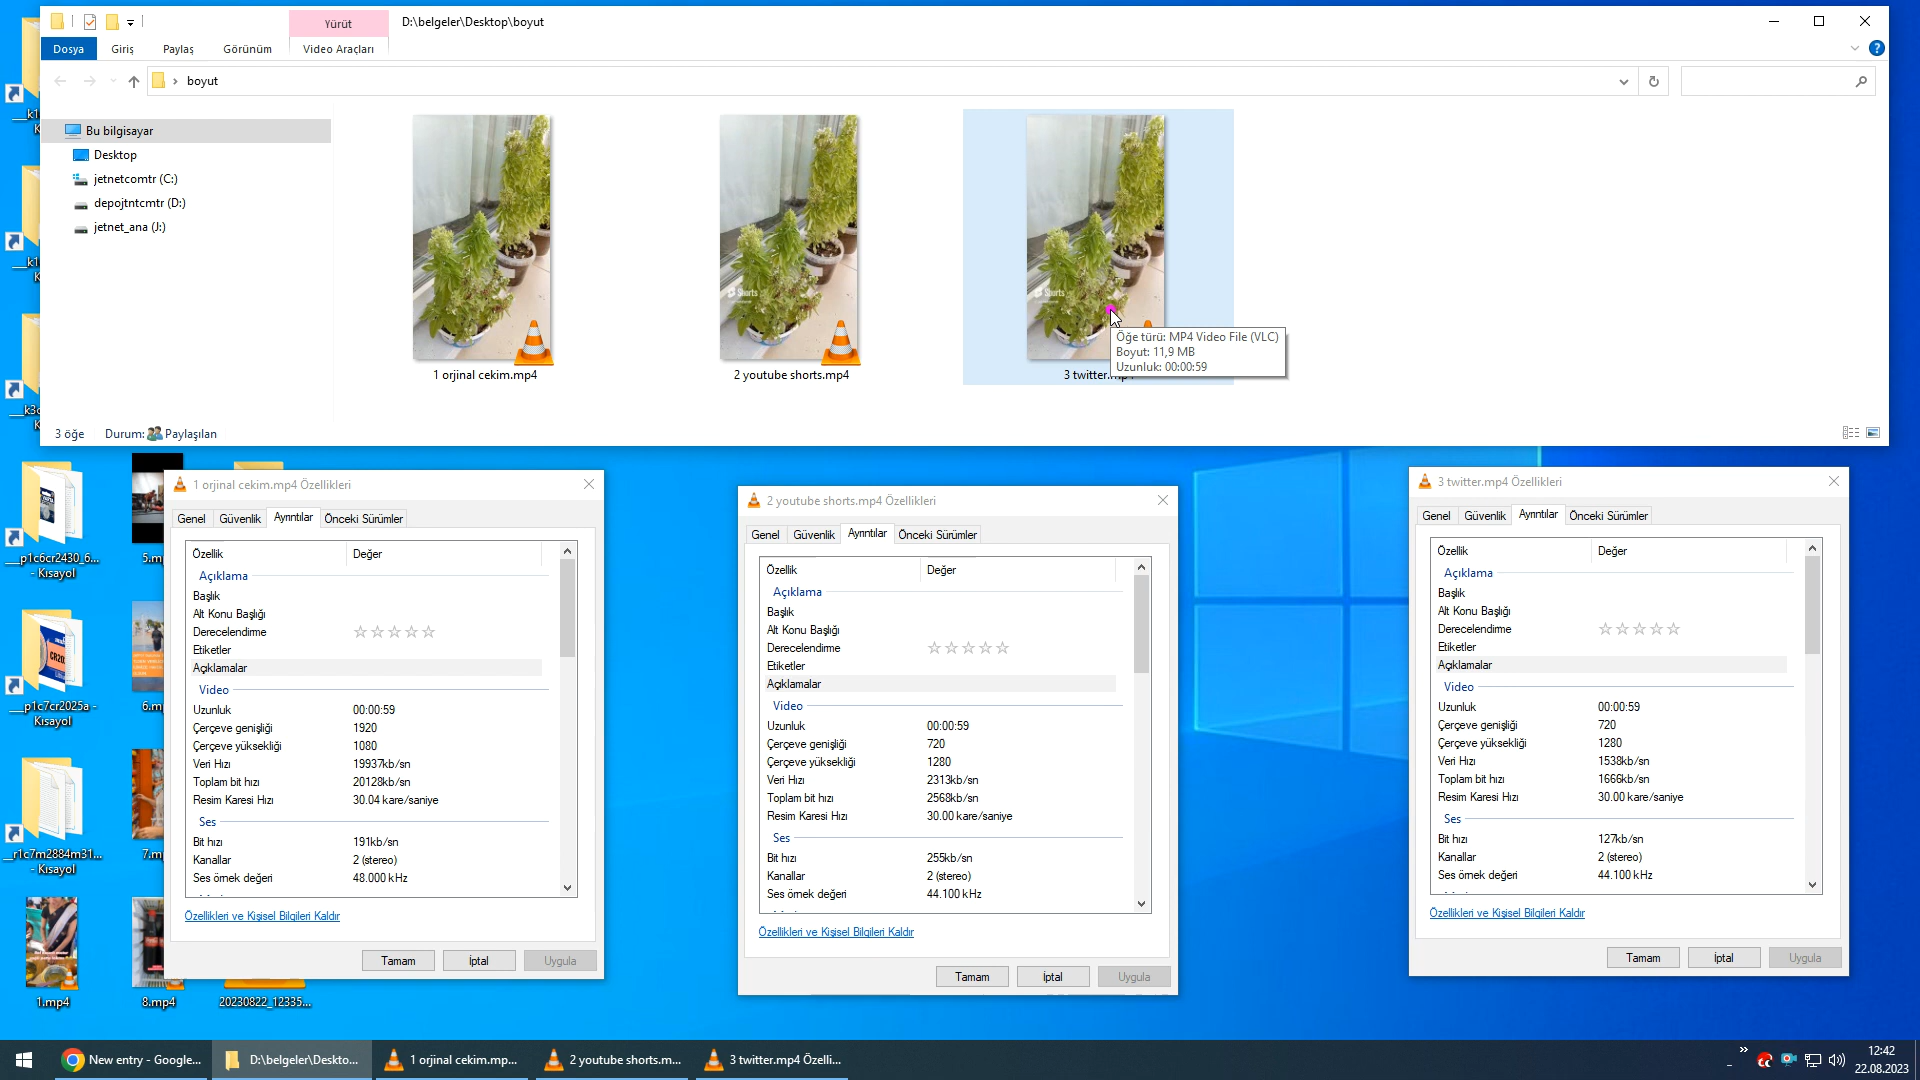 Yürüt
D:\belgeler\Desktop\boyut
Dosya
Giriş
Paylaş
Görünüm
Video Araçları
boyut
Bu bilgisayar
Desktop
jetnetcomtr (C:)
depojtntcmtr (D:)
jetnet_ana (J:)
Shorts
Shorts
1 orjinal cekim.mp4
2 youtube shorts.mp4
3 twitter.mp4
Öğe türü: MP4 Video File (VLC)
Boyut: 11,9 MB
Uzunluk: 00:00:59
3 öğe
Durum:
Paylaşılan
1 orjinal cekim.mp4 Özellikleri
Genel
Güvenlik
Ayrıntılar
Önceki Sürümler
Özellik
Değer
Açıklama
Başlık
Alt Konu Başlığı
Derecelendirme
Etiketler
Açıklamalar
Video
Uzunluk 00:00:59
Çerçeve genişliği 1920
Çerçeve yüksekliği 1080
Veri Hızı 19937kb/sn
Toplam bit hızı 20128kb/sn
Resim Karesi Hızı 30.04 kare/saniye
Ses
Bit hızı 191kb/sn
Kanallar 2 (stereo)
Ses örnek değeri 48.000 kHz
Özellikleri ve Kişisel Bilgileri Kaldır
Tamam
İptal
Uygula
2 youtube shorts.mp4 Özellikleri
Genel
Güvenlik
Ayrıntılar
Önceki Sürümler
Özellik
Değer
Açıklama
Başlık
Alt Konu Başlığı
Derecelendirme
Etiketler
Açıklamalar
Video
Uzunluk 00:00:59
Çerçeve genişliği 720
Çerçeve yüksekliği 1280
Veri Hızı 2313kb/sn
Toplam bit hızı 2568kb/sn
Resim Karesi Hızı 30.00 kare/saniye
Ses
Bit hızı 255kb/sn
Kanallar 2 (stereo)
Ses örnek değeri 44.100 kHz
Özellikleri ve Kişisel Bilgileri Kaldır
Tamam
İptal
Uygula
3 twitter.mp4 Özellikleri
Genel
Güvenlik
Ayrıntılar
Önceki Sürümler
Özellik
Değer
Açıklama
Başlık
Alt Konu Başlığı
Derecelendirme
Etiketler
Açıklamalar
Video
Uzunluk 00:00:59
Çerçeve genişliği 720
Çerçeve yüksekliği 1280
Veri Hızı 1538kb/sn
Toplam bit hızı 1666kb/sn
Resim Karesi Hızı 30.00 kare/saniye
Ses
Bit hızı 127kb/sn
Kanallar 2 (stereo)
Ses örnek değeri 44.100 kHz
Özellikleri ve Kişisel Bilgileri Kaldır
Tamam
İptal
Uygula
__p1c6cr2430_6...
- Kısayol
__p1c7cr2025a -
Kısayol
__r1c7m2884m31...
- Kısayol
1.mp4
8.mp4
20230822_12335...
New entry - Google...
D:\belgeler\Deskto...
1 orjinal cekim.mp...
2 youtube shorts.m...
3 twitter.mp4 Özelli...
12:42
22.08.2023